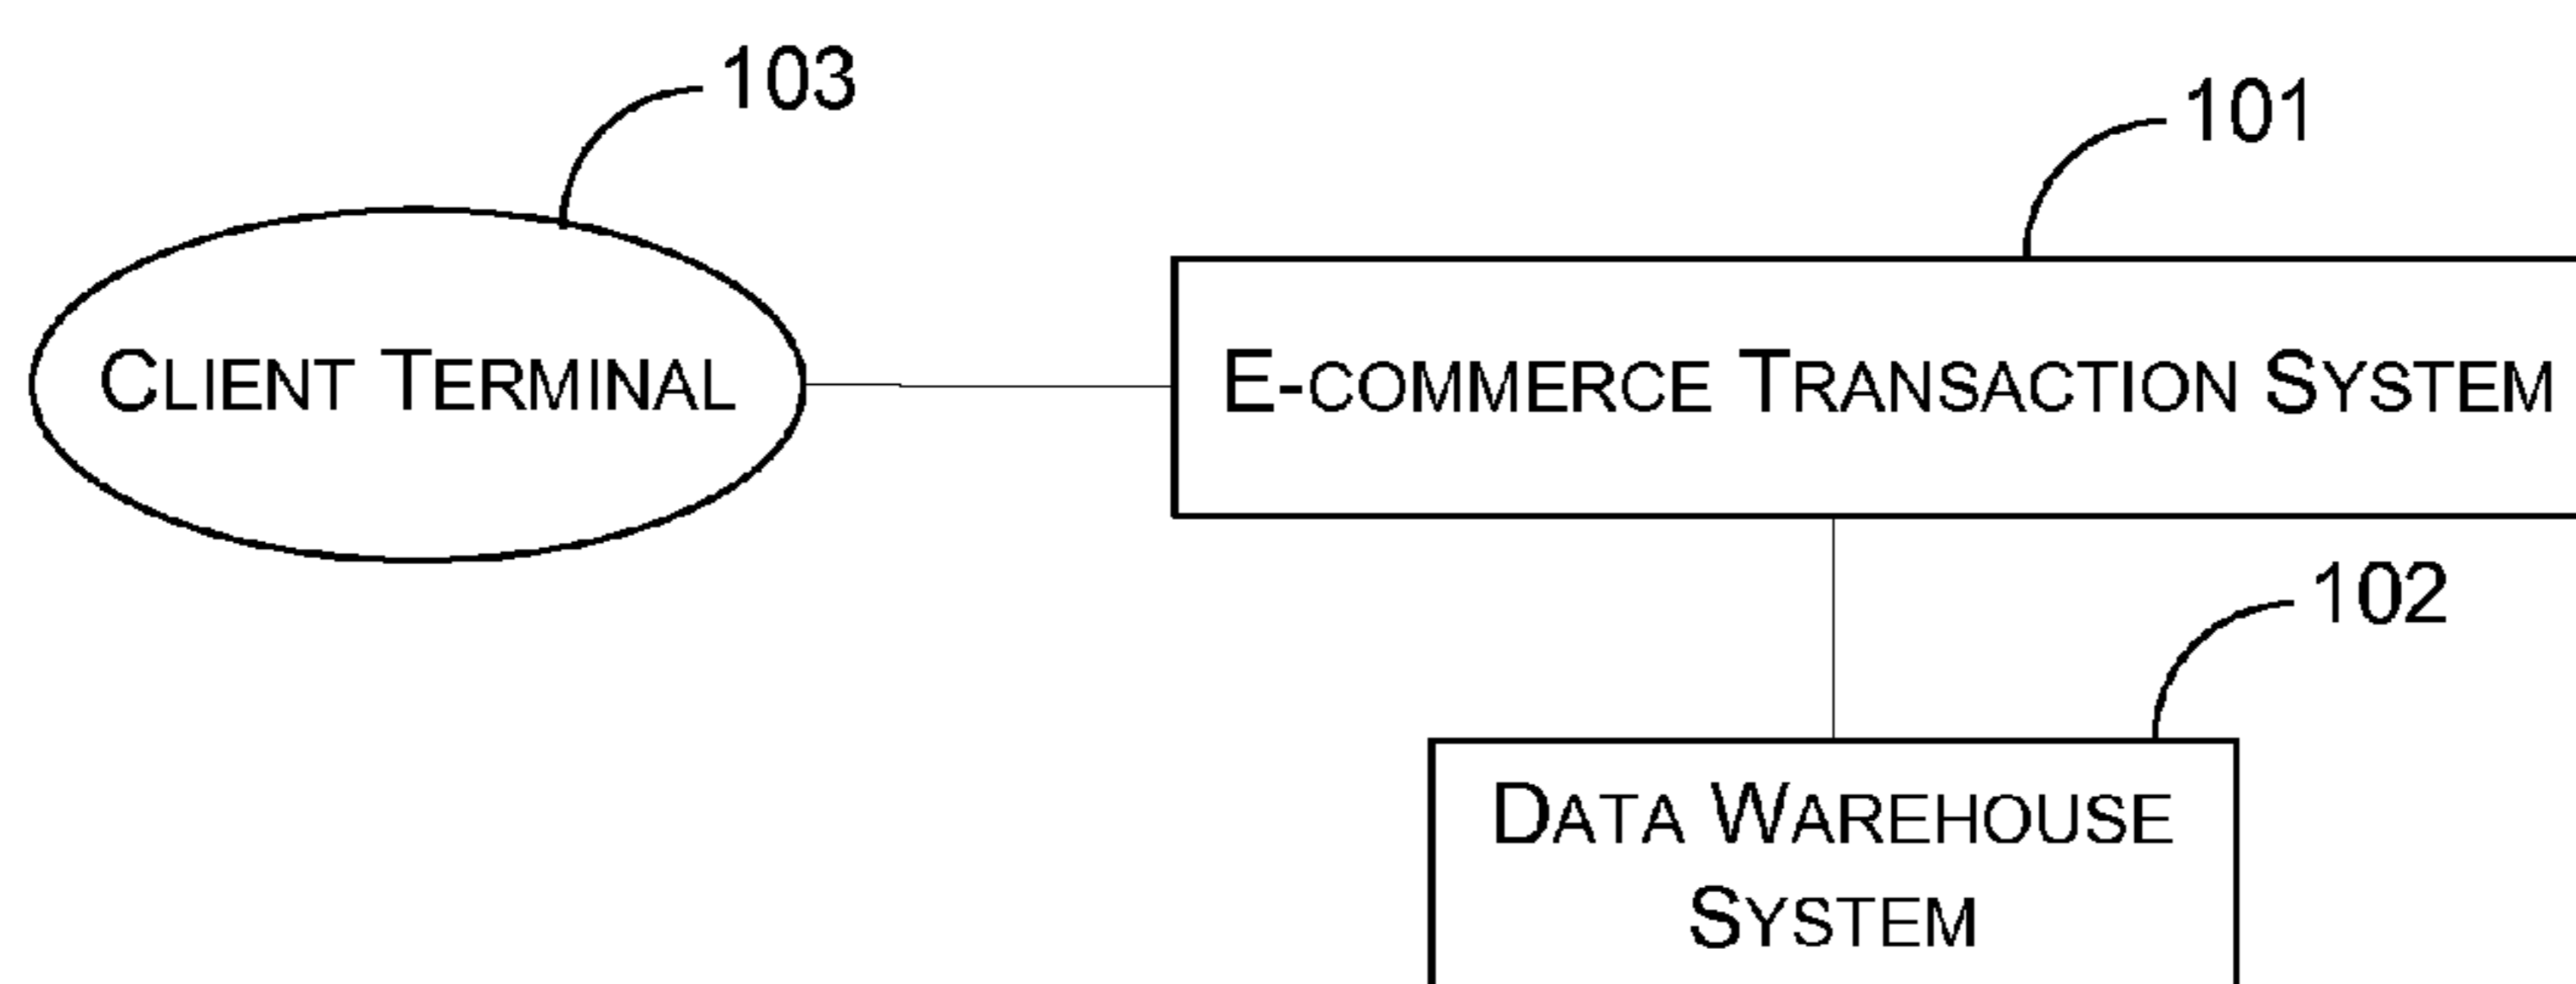 103
101
CLIENT TERMINAL
E-COMMERCE TRANSACTION SYSTEM
102
DATA WAREHOUSE
SYSTEM